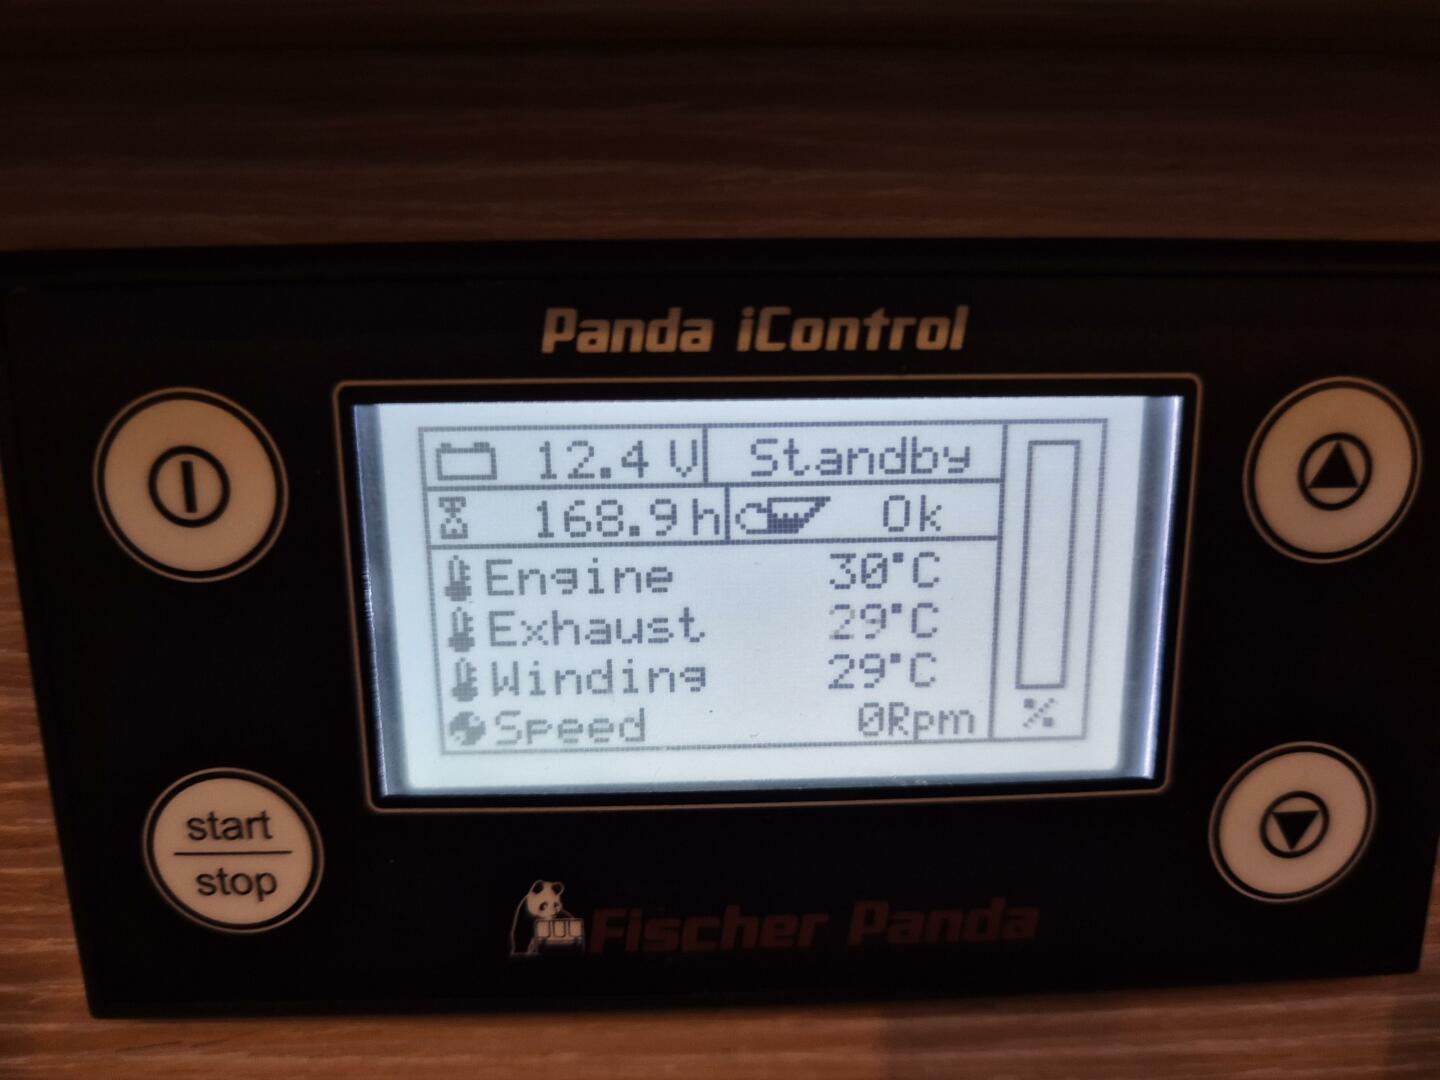 Panda iControl
12.4 V Standby
168.9 h Ok
Engine 30°C
Exhaust 29°C
Winding 29°C
Speed 0Rpm
%
start
stop
Fischer Panda